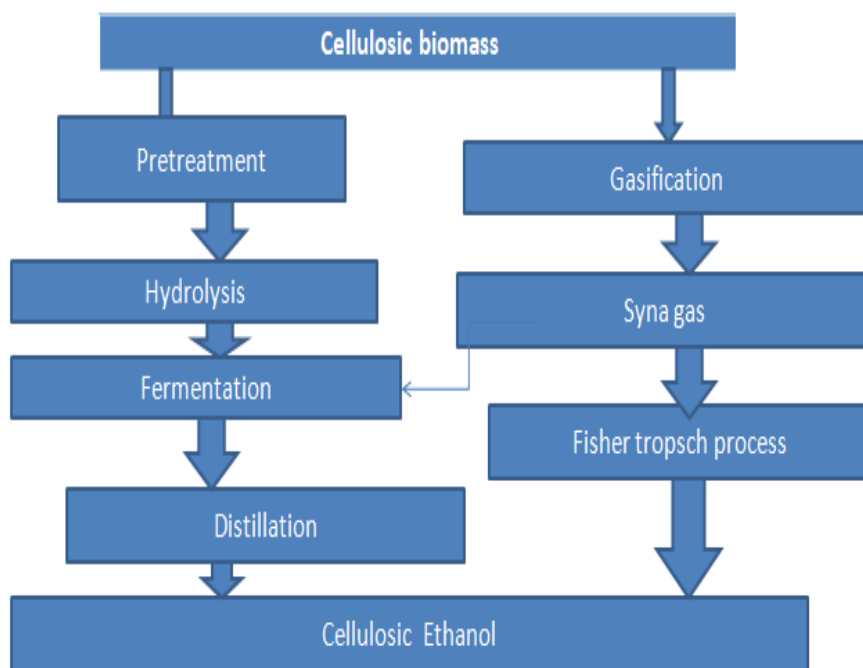 Cellulosic biomass
Pretreatment
Gasification
Hydrolysis
Syna gas
Fermentation
Fisher tropsch process
Distillation
Cellulosic Ethanol